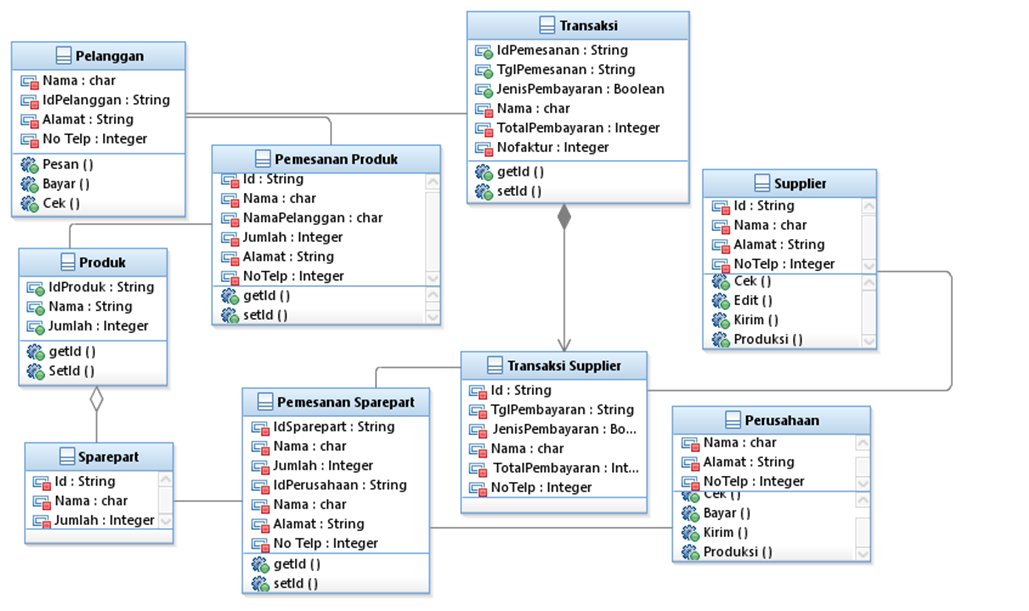 Pelanggan
Nama : char
IdPelanggan : String
Alamat : String
No Telp : Integer
Pesan ()
Bayar ()
Cek ()
Transaksi
IdPemesanan : String
TglPemesanan : String
JenisPembayaran : Boolean
Nama : char
TotalPembayaran : Integer
Nofaktur : Integer
getId ()
setId ()
Pemesanan Produk
Id : String
Nama : char
NamaPelanggan : char
Jumlah : Integer
Alamat : String
NoTelp : Integer
getId ()
setId ()
Supplier
Id : String
Nama : char
Alamat : String
NoTelp : Integer
Cek ()
Edit ()
Kirim ()
Produksi ()
Produk
IdProduk : String
Nama : String
Jumlah : Integer
getId ()
SetId ()
Transaksi Supplier
Id : String
TglPembayaran : String
JenisPembayaran : Bo...
Nama : char
TotalPembayaran : Int...
NoTelp : Integer
Pemesanan Sparepart
IdSparepart : String
Nama : char
Jumlah : Integer
IdPerusahaan : String
Nama : char
Alamat : String
No Telp : Integer
getId ()
setId ()
Perusahaan
Nama : char
Alamat : String
NoTelp : Integer
Cek ()
Bayar ()
Kirim ()
Produksi ()
Sparepart
Id : String
Nama : char
Jumlah : Integer